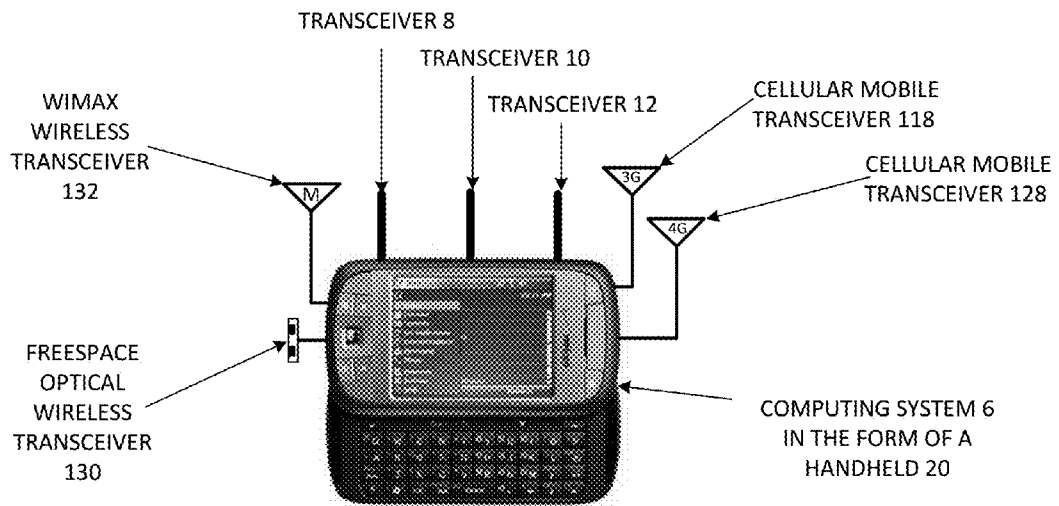 TRANSCEIVER 8
TRANSCEIVER 10
TRANSCEIVER 12
WIMAX
WIRELESS
TRANSCEIVER
132
CELLULAR MOBILE
TRANSCEIVER 118
CELLULAR MOBILE
TRANSCEIVER 128
M
3G
4G
FREESPACE
OPTICAL
WIRELESS
TRANSCEIVER
130
COMPUTING SYSTEM 6
IN THE FORM OF A
HANDHELD 20